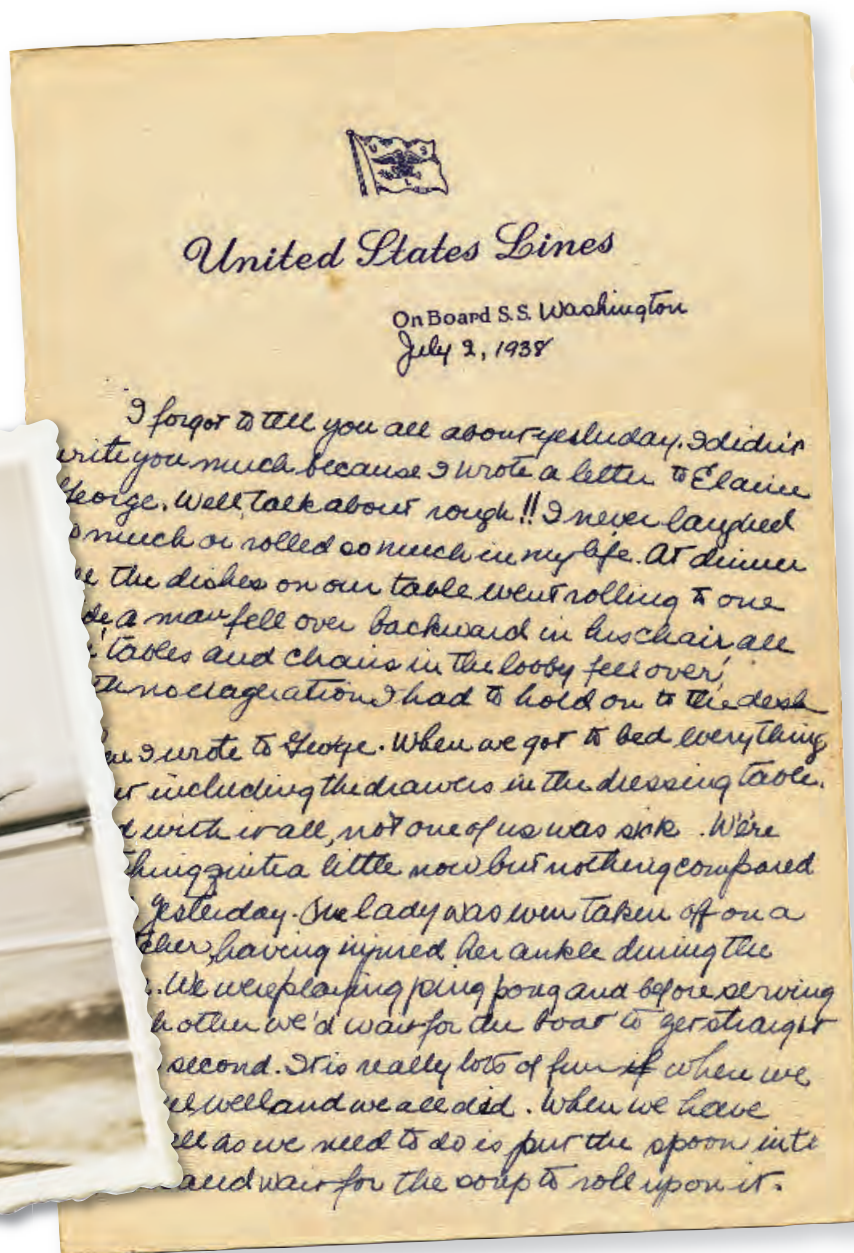 U S
L
United States Lines
On Board S.S. Washington
July 2, 1938
I forgot to tell you all about yesterday. I didn't
write you much because I wrote a letter to Elaine
George. Well, talk about rough!! I never laughed
much or rolled so much in my life. At dinner
the dishes on our table went rolling to one
a man fell over backward in his chair all
tables and chairs in the lobby fell over,
no exageration I had to hold on to the desk
I wrote to George. When we got to bed everything
including the drawers in the dressing table.
with it all, not one of us was sick. We're
quite a little now but nothing compared
yesterday. One lady was even taken off on a
having injured her ankle during the
We were playing ping pong and before serving
other we'd wait for the boat to get straight
second. It is really lots of fun if when we
well and we all did. When we have
all as we need to do is put the spoon into
and wait for the soup to roll upon it.